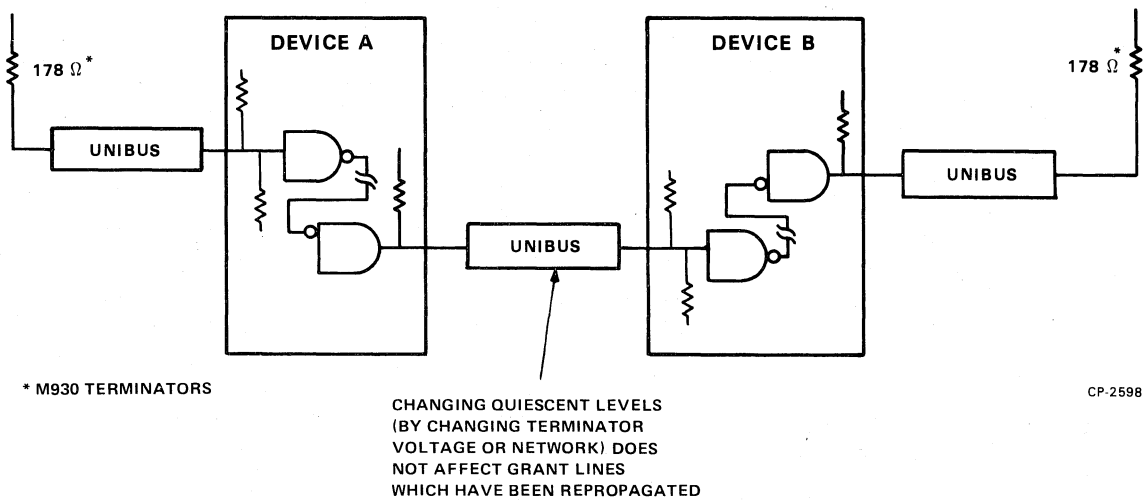 DEVICE A
DEVICE B
178 Ω*
178 Ω*
UNIBUS
UNIBUS
UNIBUS
* M930 TERMINATORS
CP-2598
CHANGING QUIESCENT LEVELS
(BY CHANGING TERMINATOR
VOLTAGE OR NETWORK) DOES
NOT AFFECT GRANT LINES
WHICH HAVE BEEN REPROPAGATED